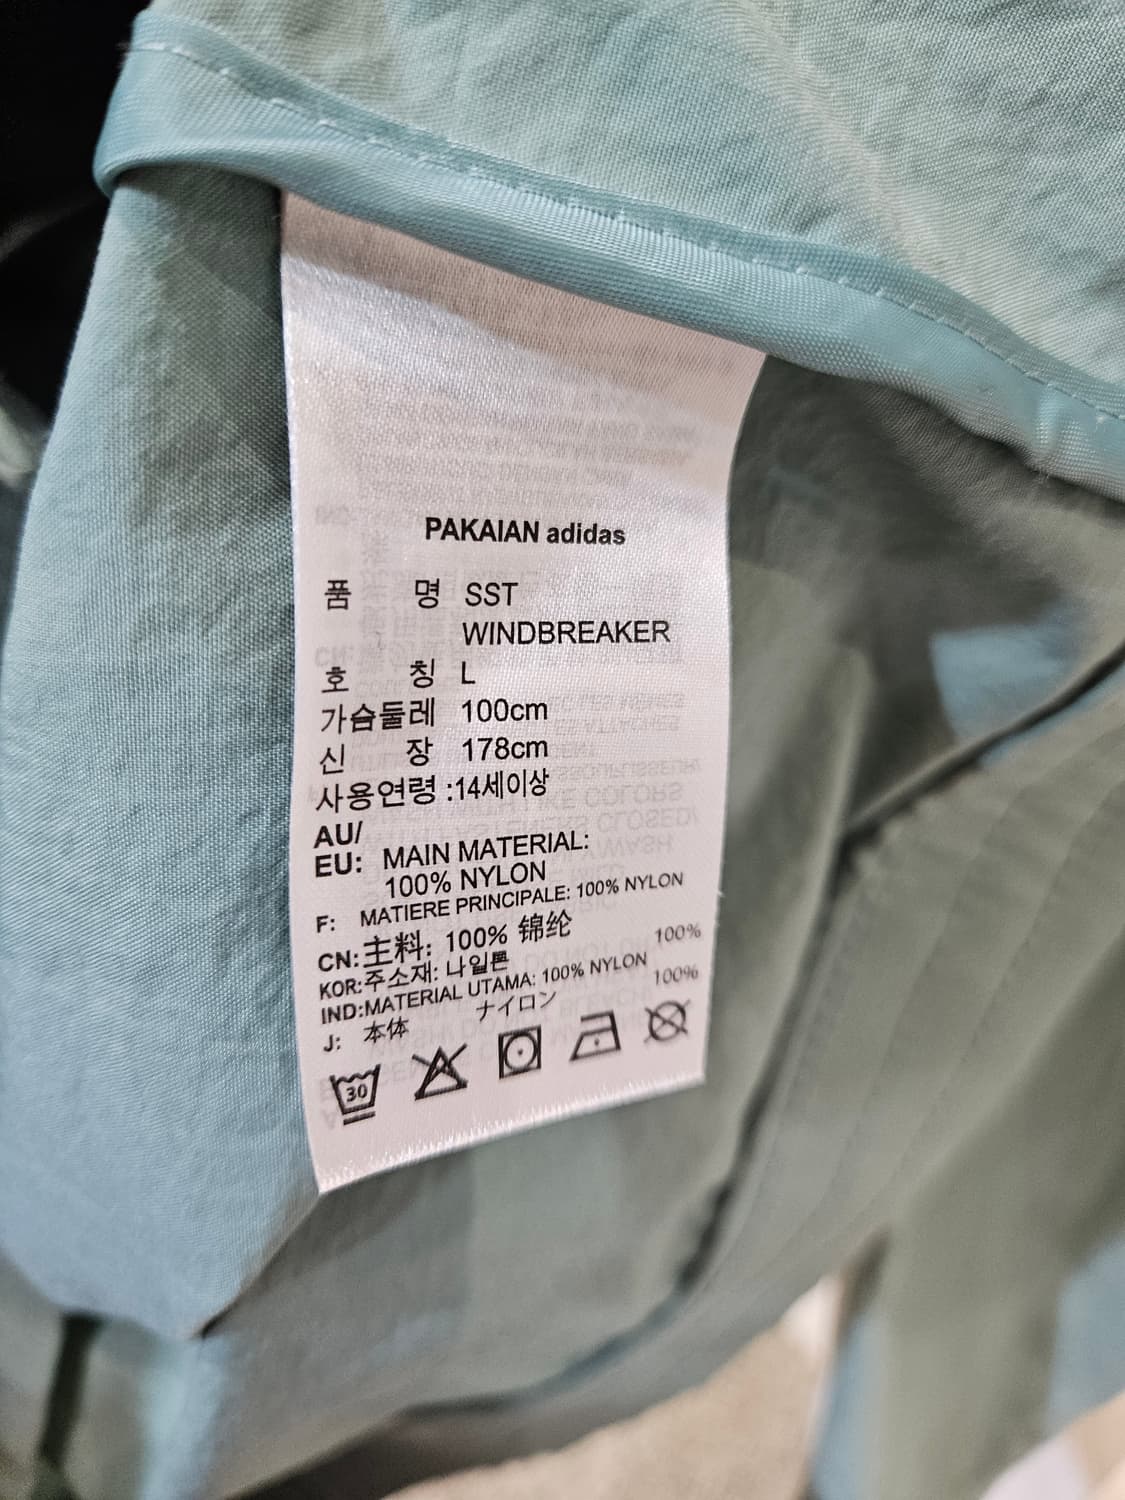 PAKAIAN adidas
품 명 SST
WINDBREAKER
호 칭 L
가슴둘레 100cm
신 장 178cm
사용연령 :14세이상
AU/
EU: MAIN MATERIAL:
100% NYLON
F: MATIERE PRINCIPALE: 100% NYLON
CN:主料: 100% 锦纶
KOR:주소재: 나일론 100%
IND:MATERIAL UTAMA: 100% NYLON
J: 本体 ナイロン 100%
30